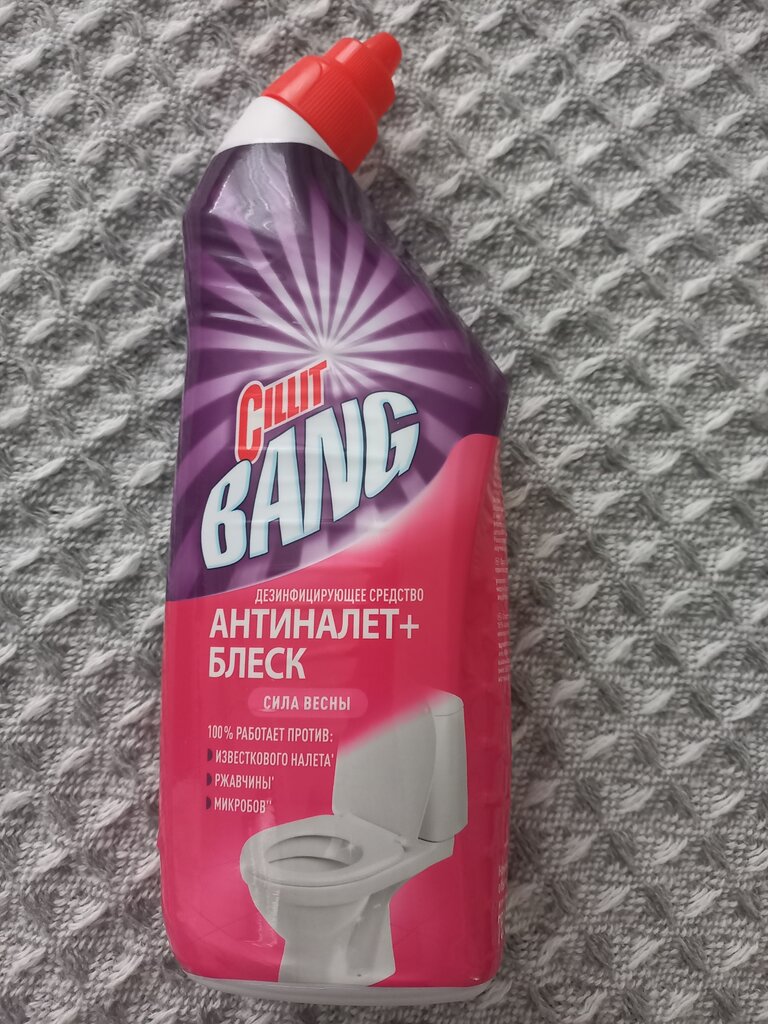 CILLIT
BANG
ДЕЗИНФИЦИРУЮЩЕЕ СРЕДСТВО
АНТИНАЛЕТ+
БЛЕСК
СИЛА ВЕСНЫ
100% РАБОТАЕТ ПРОТИВ:
ИЗВЕСТКОВОГО НАЛЕТА*
РЖАВЧИНЫ*
МИКРОБОВ**